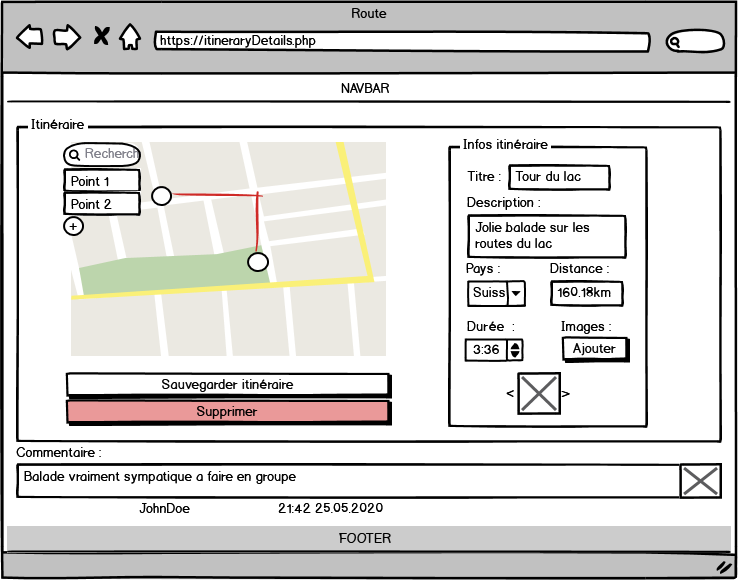 Route
https://itineraryDetails.php
NAVBAR
Itinéraire
Recherch
Point 1
Point 2
+
Sauvegarder itinéraire
Supprimer
Infos itinéraire
Titre : Tour du lac
Description :
Jolie balade sur les
routes du lac
Pays : Distance :
Suiss 160.18km
Durée : Images :
3:36 Ajouter
< >
Commentaire :
Balade vraiment sympatique a faire en groupe
JohnDoe 21:42 25.05.2020
FOOTER